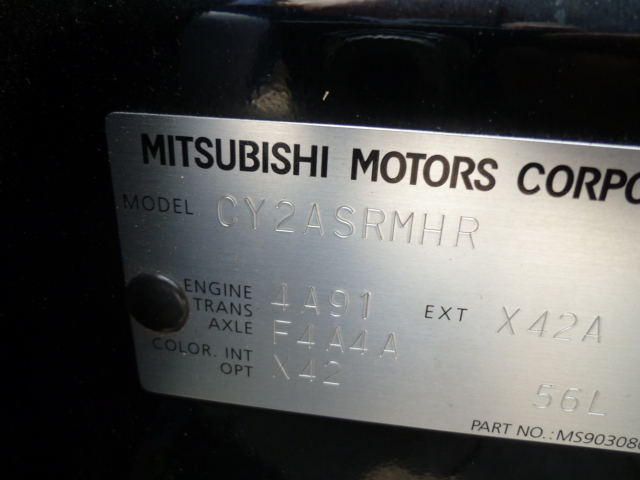 MITSUBISHI MOTORS CORPO
MODEL CY2ASRMHR
ENGINE 4A91 EXT X42A
TRANS
AXLE F4A4A
COLOR. INT X42
OPT 56L
PART NO.: MS903080